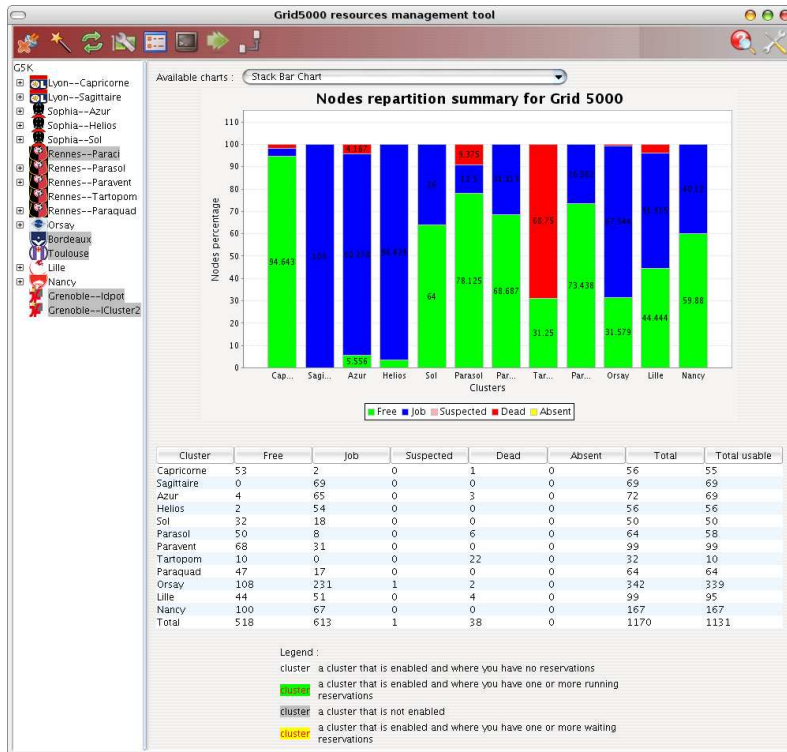 Grid5000 resources management tool
G5K
Lyon--Capricorne
Lyon--Sagittaire
Sophia--Azur
Sophia--Helios
Sophia--Sol
Rennes--Paraci
Rennes--Parasol
Rennes--Paravent
Rennes--Tartopom
Rennes--Paraquad
Orsay
Bordeaux
Toulouse
Lille
Nancy
Grenoble--Idpot
Grenoble--ICluster2
Available charts : Stack Bar Chart
Nodes repartition summary for Grid 5000
Nodes percentage
110
100
90
80
70
60
50
40
30
20
10
0
94.643
4.167
5.556
64
9.375
78.125
68.687
68.75
31.25
73.438
31.579
44.444
59.88
Cap... Sagi... Azur Helios Sol Parasol Par... Tar... Par... Orsay Lille Nancy
Clusters
Free Job Suspected Dead Absent
Cluster Free Job Suspected Dead Absent Total Total usable
Capricorne 53 2 0 1 0 56 55
Sagittaire 0 69 0 0 0 69 69
Azur 4 65 0 3 0 72 69
Helios 2 54 0 0 0 56 56
Sol 32 18 0 0 0 50 50
Parasol 50 8 0 6 0 64 58
Paravent 68 31 0 0 0 99 99
Tartopom 10 0 0 22 0 32 10
Paraquad 47 17 0 0 0 64 64
Orsay 108 231 1 2 0 342 339
Lille 44 51 0 4 0 99 95
Nancy 100 67 0 0 0 167 167
Total 518 613 1 38 0 1170 1131
Legend :
cluster a cluster that is enabled and where you have no reservations
cluster a cluster that is enabled and where you have one or more running
reservations
cluster a cluster that is not enabled
cluster a cluster that is enabled and where you have one or more waiting
reservations